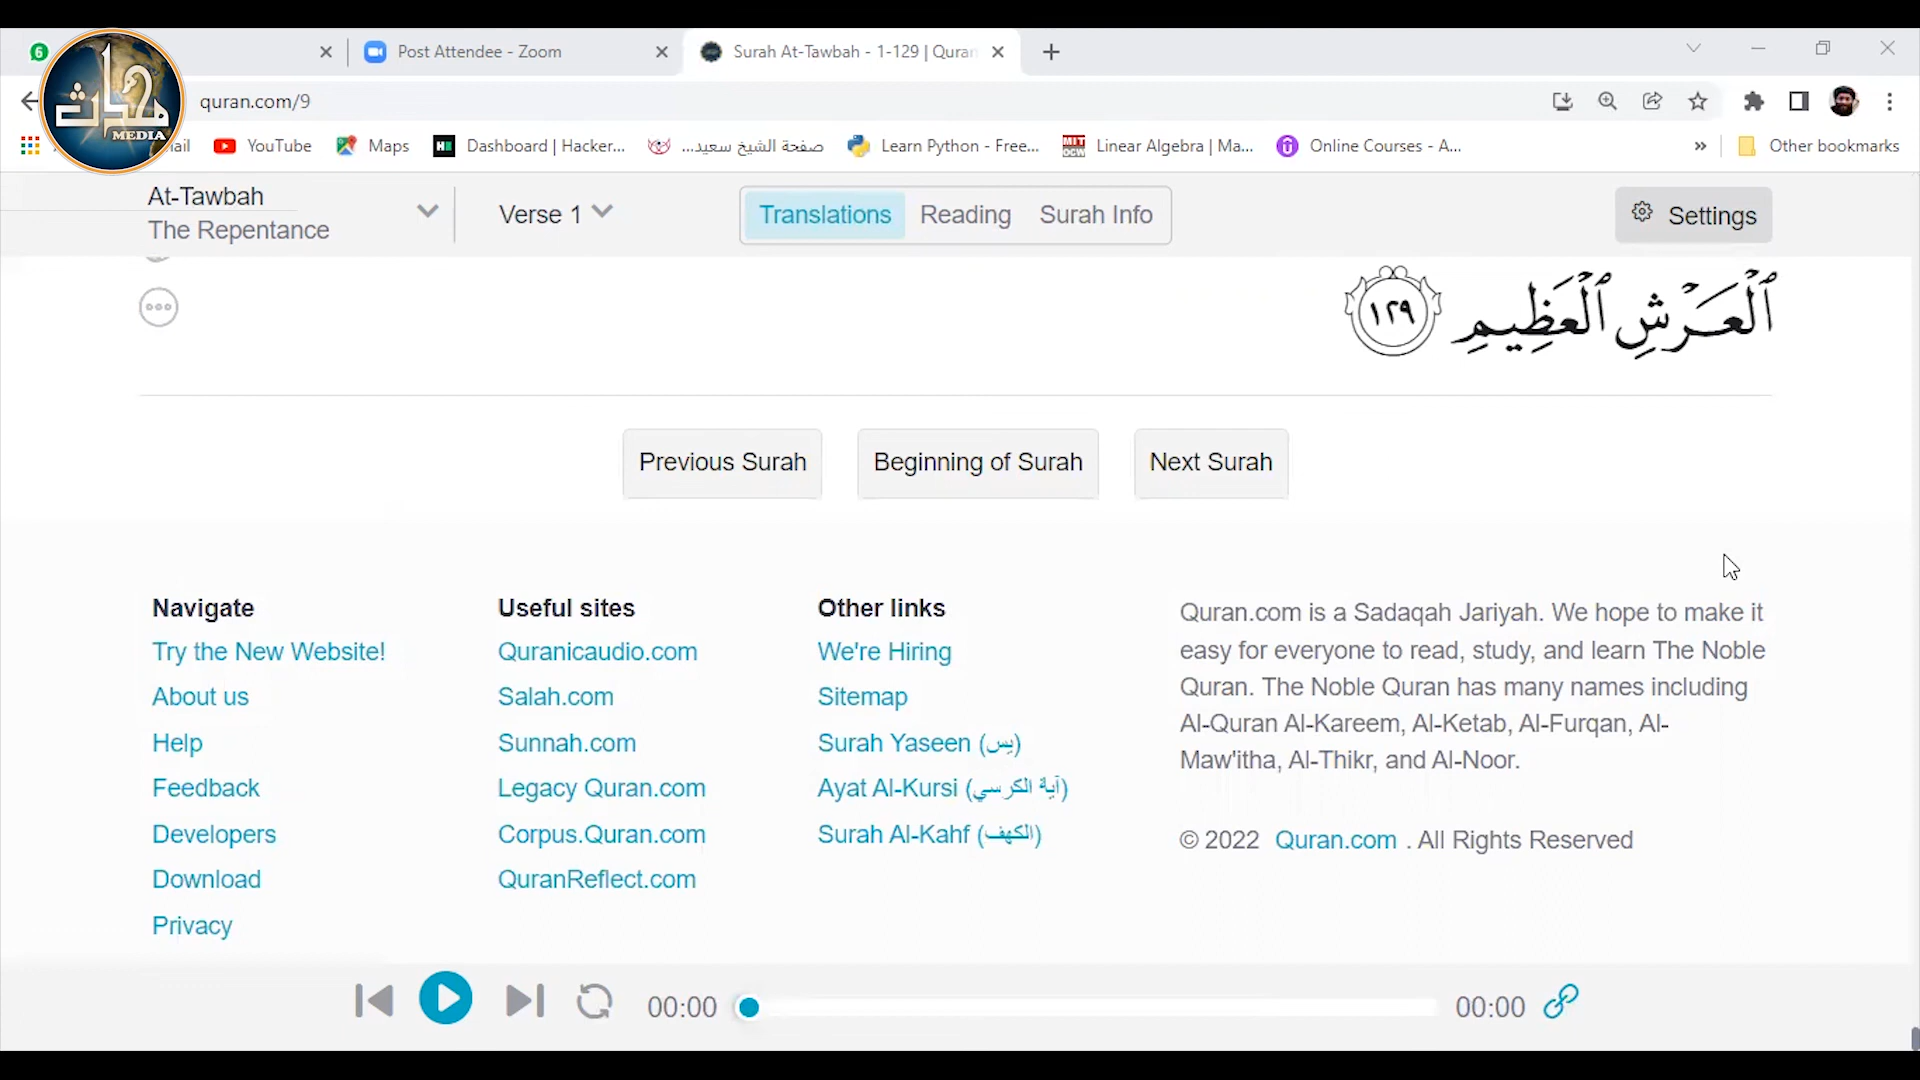 6
Post Attendee - Zoom
Surah At-Tawbah - 1-129 | Quran
quran.com/9
MEDIA
ail
YouTube
Maps
Dashboard | Hacker...
صفحة الشيخ سعيد...
Learn Python - Free...
MIT
OCW
Linear Algebra | Ma...
Online Courses - A...
»
Other bookmarks
At-Tawbah
The Repentance
Verse 1
Translations
Reading
Surah Info
Settings
ٱلْعَرْشِ ٱلْعَظِيمِ ١٢٩
Previous Surah
Beginning of Surah
Next Surah
Navigate
Try the New Website!
About us
Help
Feedback
Developers
Download
Privacy
Useful sites
Quranicaudio.com
Salah.com
Sunnah.com
Legacy Quran.com
Corpus.Quran.com
QuranReflect.com
Other links
We're Hiring
Sitemap
Surah Yaseen (يس)
Ayat Al-Kursi (آية الكرسي)
Surah Al-Kahf (الكهف)
Quran.com is a Sadaqah Jariyah. We hope to make it
easy for everyone to read, study, and learn The Noble
Quran. The Noble Quran has many names including
Al-Quran Al-Kareem, Al-Ketab, Al-Furqan, Al-
Maw'itha, Al-Thikr, and Al-Noor.
© 2022 Quran.com . All Rights Reserved
00:00
00:00